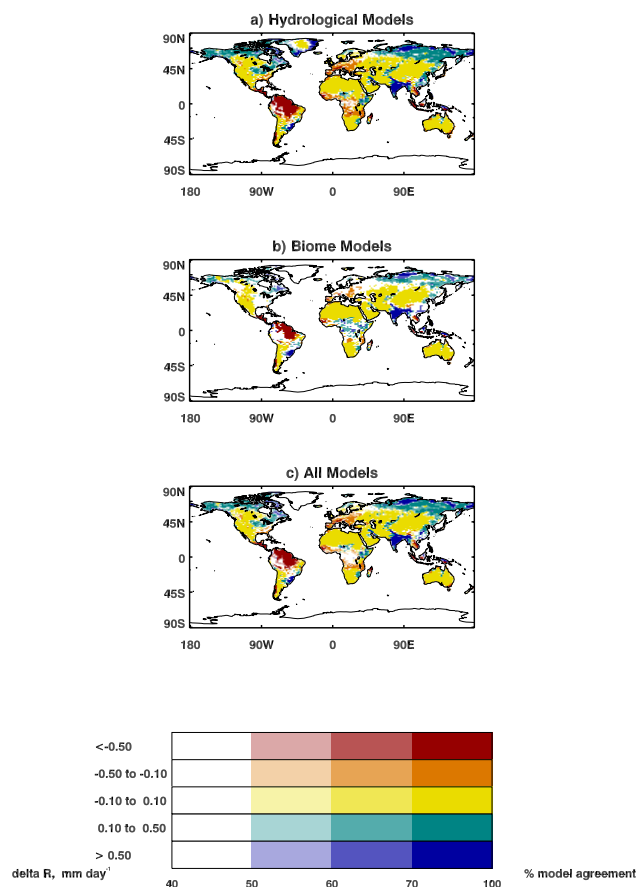 a) Hydrological Models
90N
45N
0
45S
90S
180 90W 0 90E
b) Biome Models
90N
45N
0
45S
90S
180 90W 0 90E
c) All Models
90N
45N
0
45S
90S
180 90W 0 90E
<-0.50
-0.50 to -0.10
-0.10 to 0.10
0.10 to 0.50
> 0.50
delta R, mm day⁻¹ 40 50 60 70 100 % model agreement